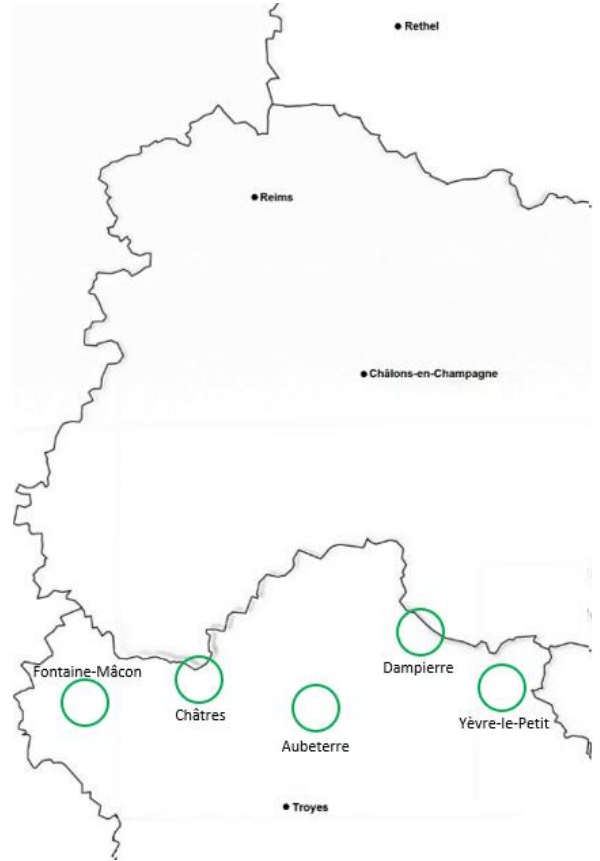 Rethel
Reims
Châlons-en-Champagne
Fontaine-Mâcon
Dampierre
Châtres
Yèvre-le-Petit
Aubeterre
Troyes